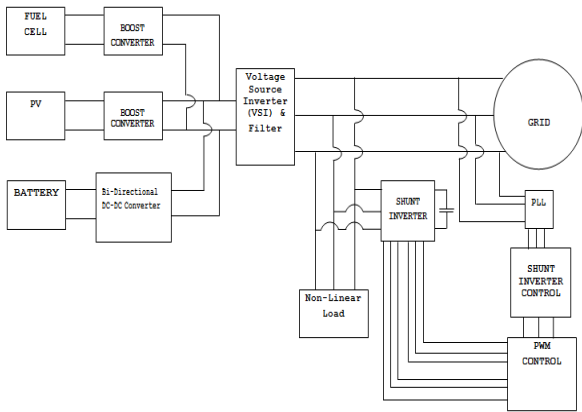 FUEL
CELL
BOOST
CONVERTER
PV
BOOST
CONVERTER
BATTERY
Bi-Directional
DC-DC Converter
Voltage
Source
Inverter
(VSI) &
Filter
GRID
SHUNT
INVERTER
PLL
Non-Linear
Load
SHUNT
INVERTER
CONTROL
PWM
CONTROL